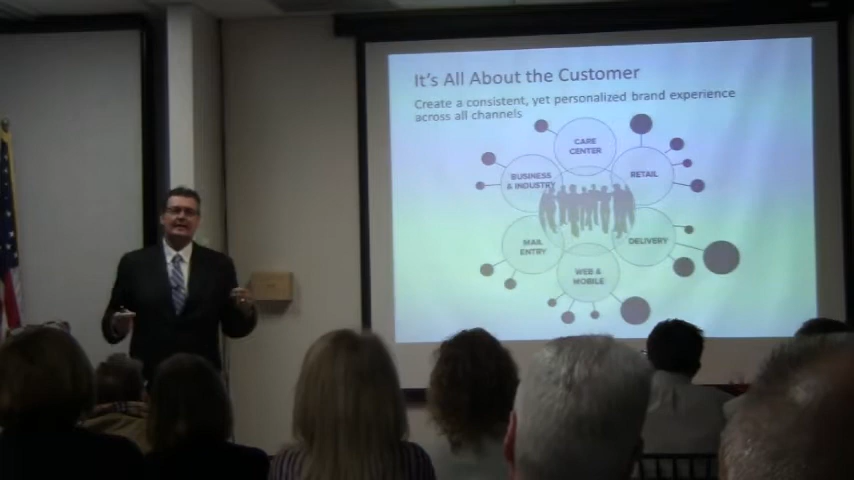 It's All About the Customer
Create a consistent, yet personalized brand experience
across all channels
CARE
CENTER
BUSINESS
& INDUSTRY
RETAIL
MAIL
ENTRY
DELIVERY
WEB &
MOBILE